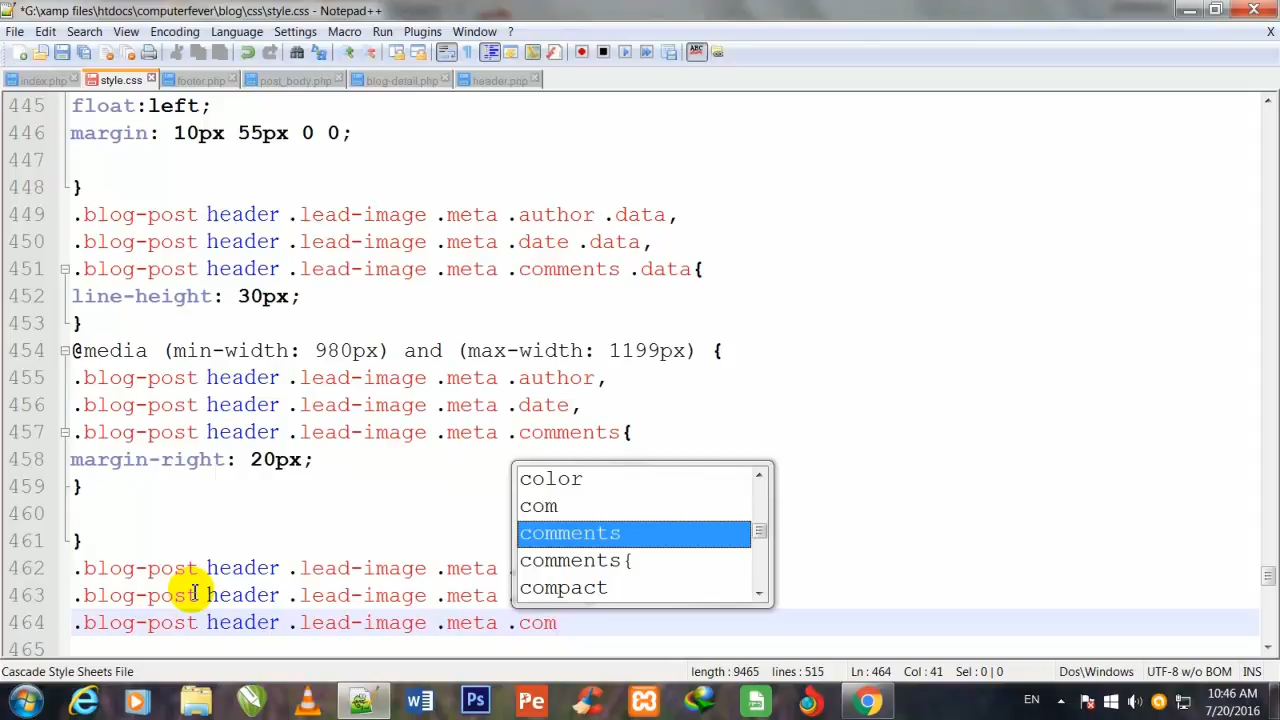 *G:\xamp files\htdocs\computerfever\blog\css\style.css - Notepad++
File Edit Search View Encoding Language Settings Macro Run Plugins Window ? X
index.php style.css footer.php post_body.php blog-detail.php header.php
445 float:left;
446 margin: 10px 55px 0 0;
447
448 }
449 .blog-post header .lead-image .meta .author .data,
450 .blog-post header .lead-image .meta .date .data,
451 .blog-post header .lead-image .meta .comments .data{
452 line-height: 30px;
453 }
454 @media (min-width: 980px) and (max-width: 1199px) {
455 .blog-post header .lead-image .meta .author,
456 .blog-post header .lead-image .meta .date,
457 .blog-post header .lead-image .meta .comments{
458 margin-right: 20px;
459 }
460
461 }
462 .blog-post header .lead-image .meta
463 .blog-post header .lead-image .meta
464 .blog-post header .lead-image .meta .com
465
color
com
comments
comments{
compact
Cascade Style Sheets File length : 9465 lines : 515 Ln : 464 Col : 41 Sel : 0 | 0 Dos\Windows UTF-8 w/o BOM INS
W Ps Pe EN 10:46 AM
7/20/2016